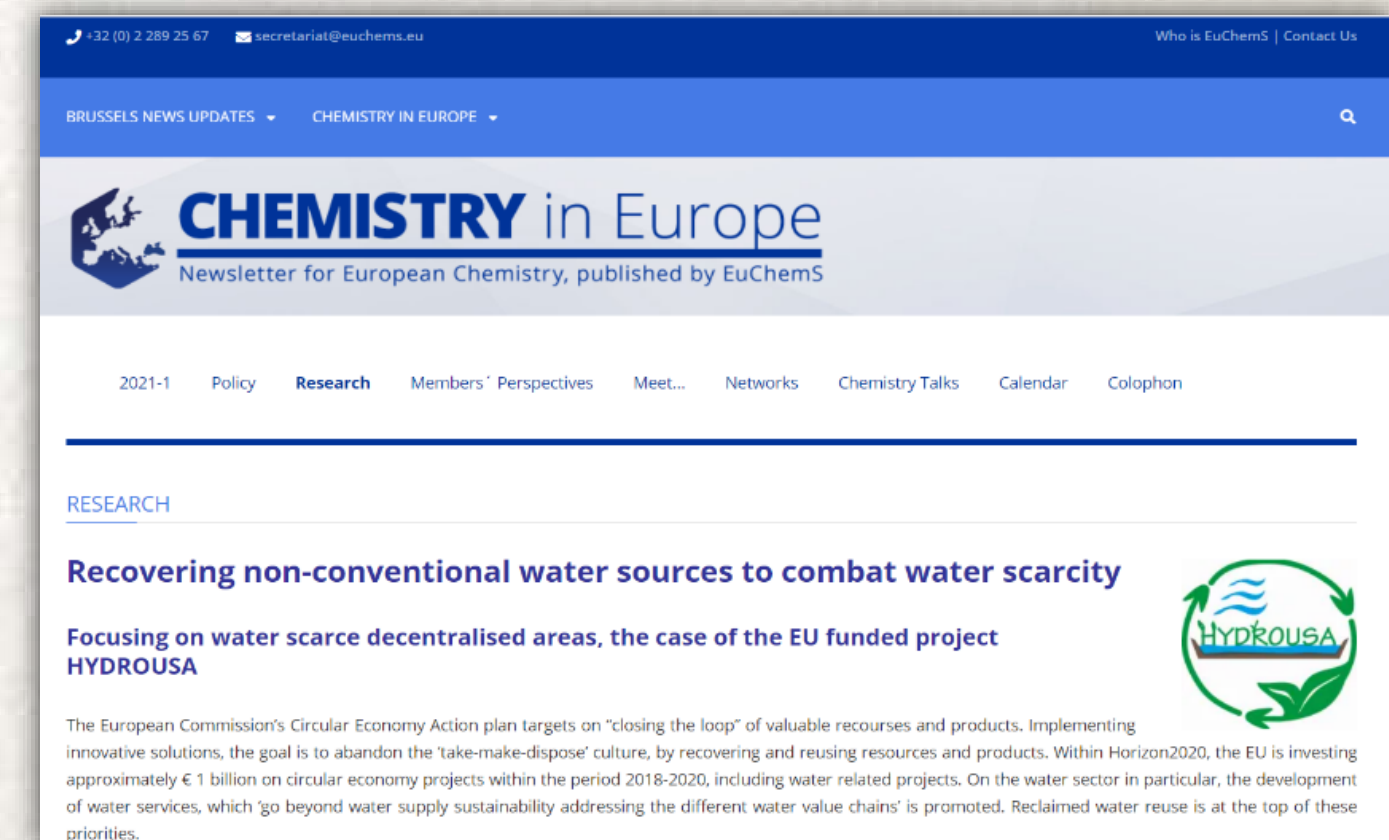 +32 (0) 2 289 25 67 secretariat@euchems.eu Who is EuChemS | Contact Us
BRUSSELS NEWS UPDATES CHEMISTRY IN EUROPE
CHEMISTRY in Europe
Newsletter for European Chemistry, published by EuChemS
2021-1 Policy Research Members´ Perspectives Meet... Networks Chemistry Talks Calendar Colophon
RESEARCH
Recovering non-conventional water sources to combat water scarcity
Focusing on water scarce decentralised areas, the case of the EU funded project
HYDROUSA
HYDROUSA
The European Commission’s Circular Economy Action plan targets on “closing the loop” of valuable recourses and products. Implementing
innovative solutions, the goal is to abandon the ‘take-make-dispose’ culture, by recovering and reusing resources and products. Within Horizon2020, the EU is investing
approximately € 1 billion on circular economy projects within the period 2018-2020, including water related projects. On the water sector in particular, the development
of water services, which ‘go beyond water supply sustainability addressing the different water value chains’ is promoted. Reclaimed water reuse is at the top of these
priorities.